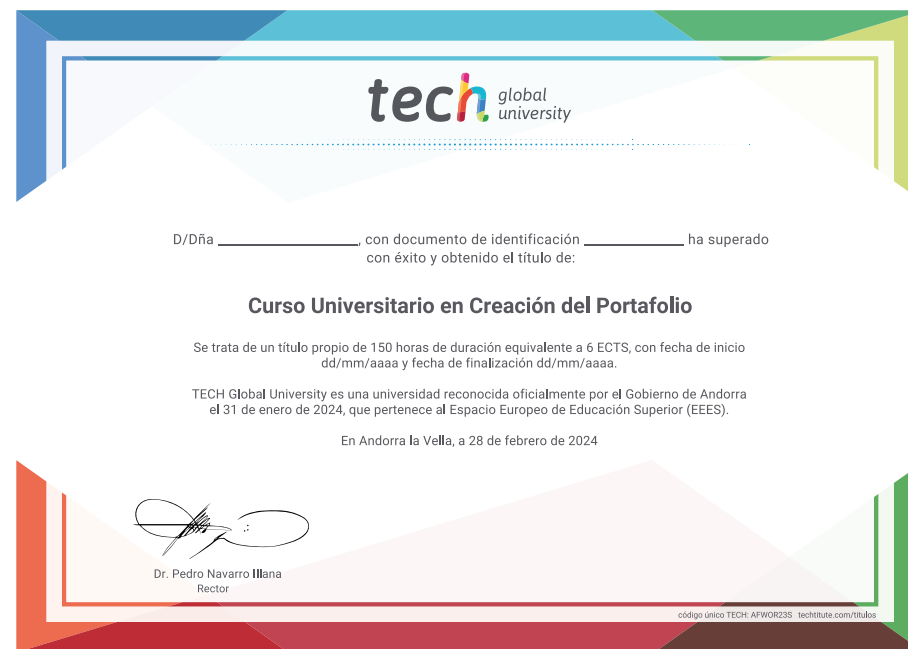 tech global university
D/Dña ____________, con documento de identificación ____________ ha superado
con éxito y obtenido el título de:
Curso Universitario en Creación del Portafolio
Se trata de un título propio de 150 horas de duración equivalente a 6 ECTS, con fecha de inicio
dd/mm/aaaa y fecha de finalización dd/mm/aaaa.
TECH Global University es una universidad reconocida oficialmente por el Gobierno de Andorra
el 31 de enero de 2024, que pertenece al Espacio Europeo de Educación Superior (EEES).
En Andorra la Vella, a 28 de febrero de 2024
Dr. Pedro Navarro Illana
Rector
código único TECH: AFWOR23S techtitute.com/titulos